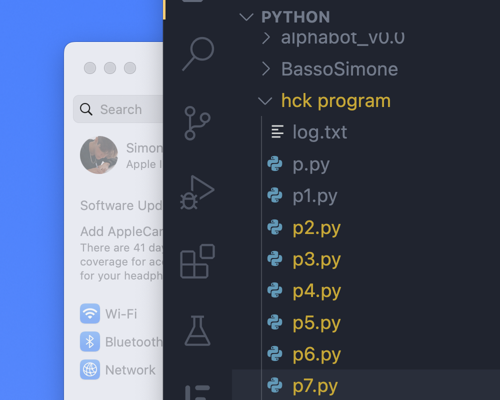 Search
Simon
Apple I
Software Upd
Add AppleCar
There are 41 day
coverage for acc
for your headph
Wi-Fi
Bluetooth
Network
PYTHON
alphabot_v0.0
BassoSimone
hck program
log.txt
p.py
p1.py
p2.py
p3.py
p4.py
p5.py
p6.py
p7.py